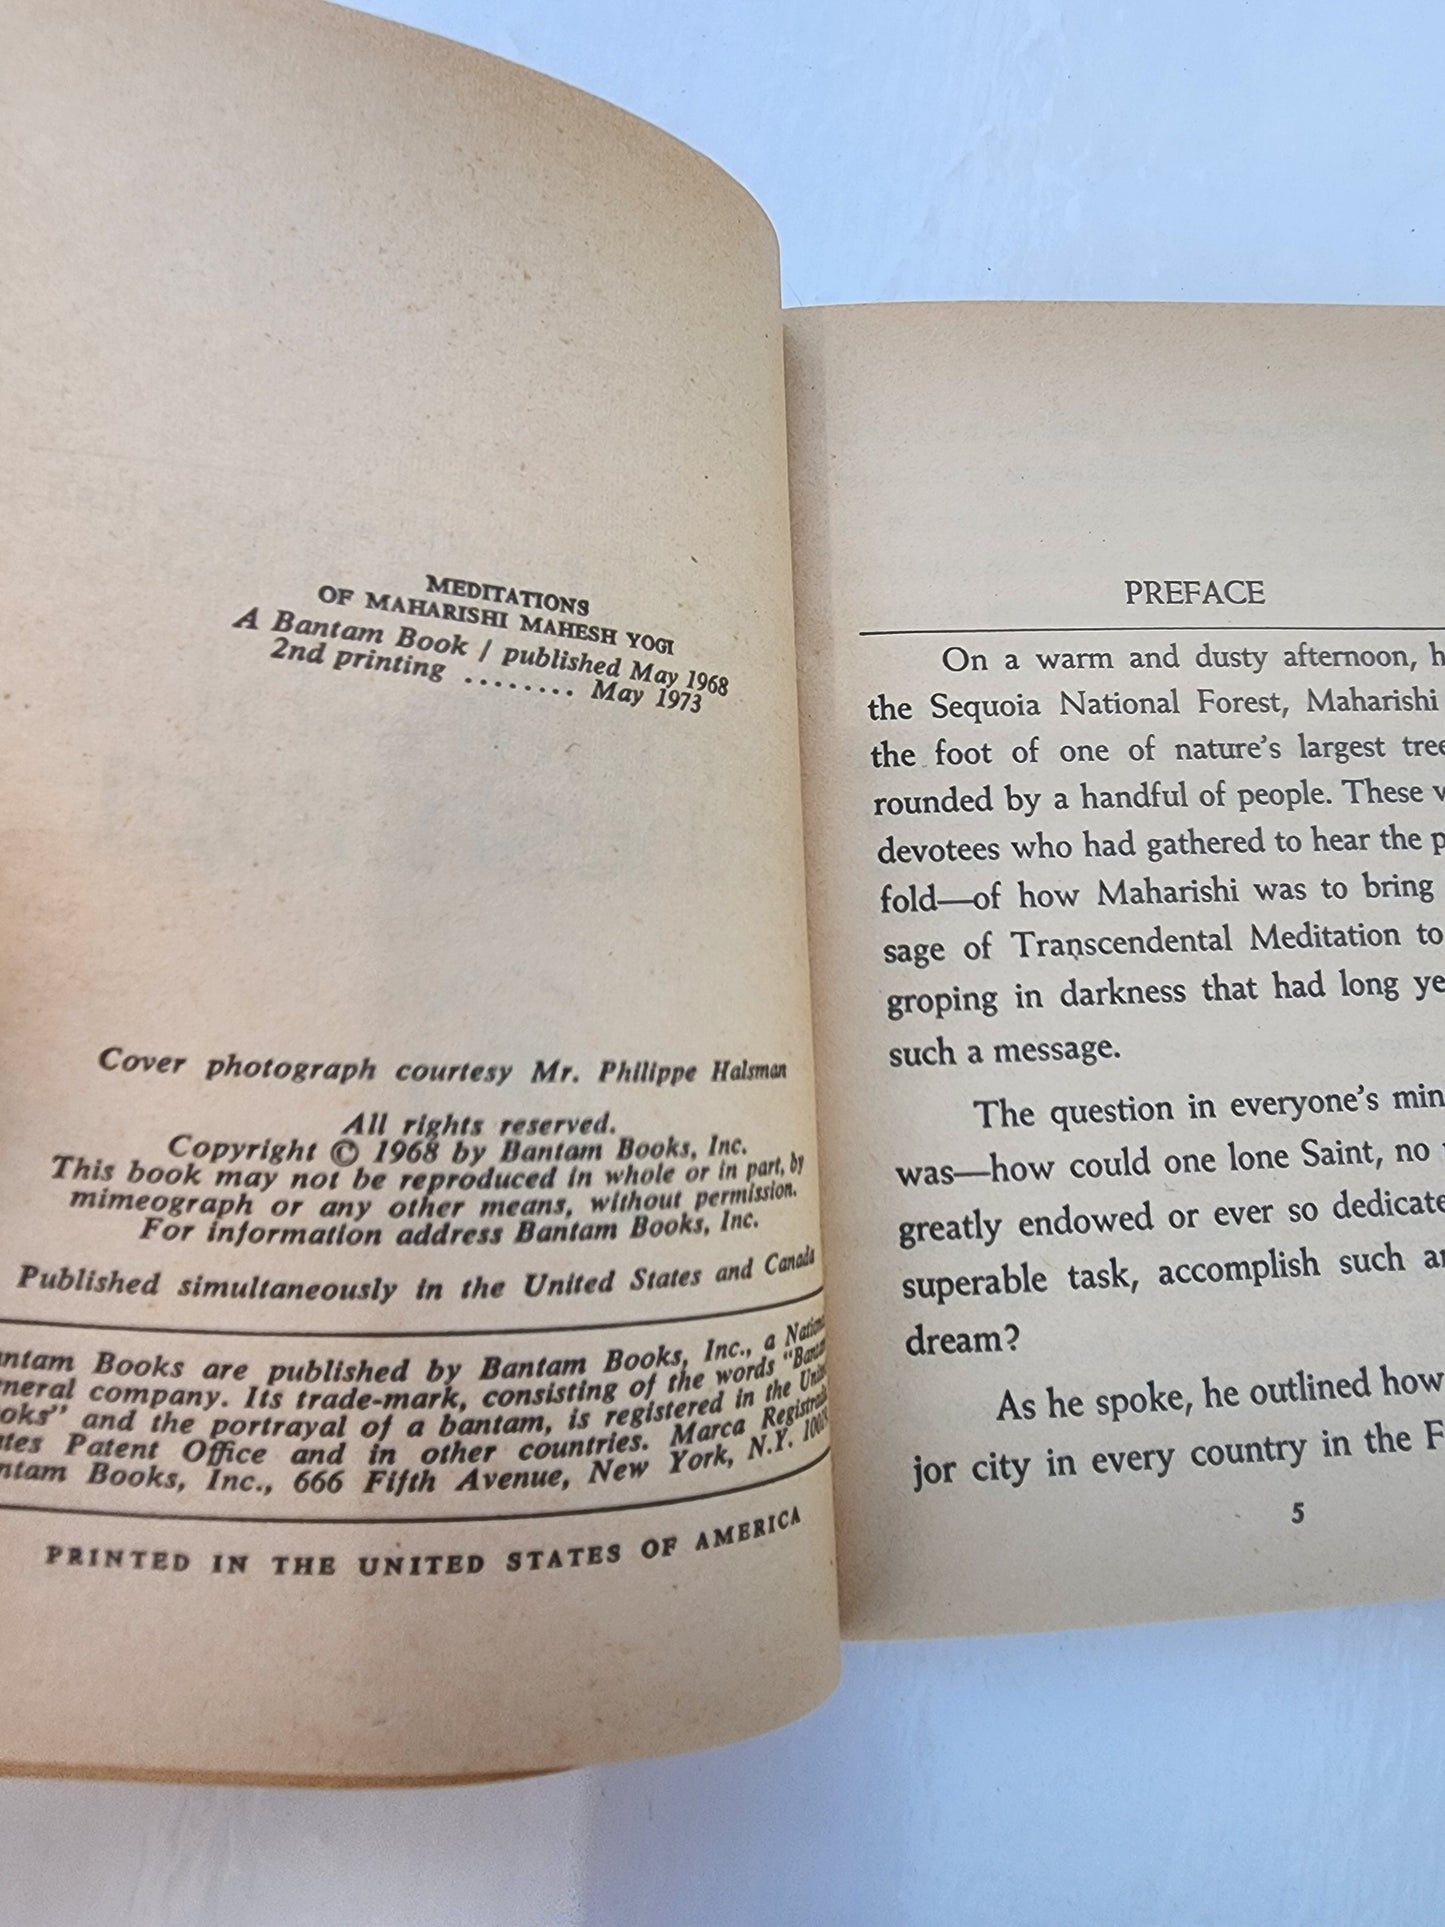 MEDITATIONS
OF MAHARISHI MAHESH YOGI
A Bantam Book / published May 1968
2nd printing ........ May 1973
Cover photograph courtesy Mr. Philippe Halsman
All rights reserved.
Copyright © 1968 by Bantam Books, Inc.
This book may not be reproduced in whole or in part, by
mimeograph or any other means, without permission.
For information address Bantam Books, Inc.
Published simultaneously in the United States and Canada
ntam Books are published by Bantam Books, Inc., a Nationa
neral company. Its trade-mark, consisting of the words "Bantam
oks" and the portrayal of a bantam, is registered in the United
ates Patent Office and in other countries. Marca Registrada
ntam Books, Inc., 666 Fifth Avenue, New York, N.Y.
PRINTED IN THE UNITED STATES OF AMERICA
PREFACE
On a warm and dusty afternoon, h
the Sequoia National Forest, Maharishi
the foot of one of nature's largest tree
rounded by a handful of people. These w
devotees who had gathered to hear the p
fold—of how Maharishi was to bring
sage of Transcendental Meditation to
groping in darkness that had long ye
such a message.
The question in everyone's min
was—how could one lone Saint, no
greatly endowed or ever so dedicate
superable task, accomplish such a
dream?
As he spoke, he outlined how
jor city in every country in the F
5